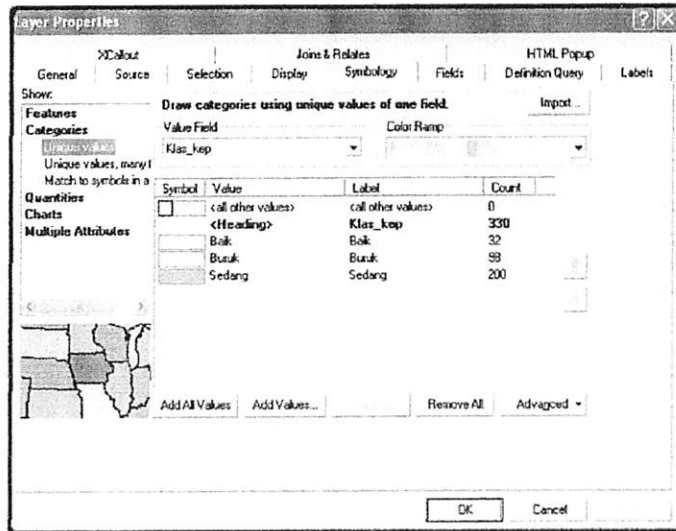 Layer Properties
XCallout Joins & Relates HTML Popup
General Source Selection Display Symbology Fields Definition Query Labels
Show:
Features
Categories
Unique values
Unique values, many f
Match to symbols in a
Quantities
Charts
Multiple Attributes
Draw categories using unique values of one field.
Import...
Value Field
Color Ramp
Klas_kep
Symbol Value Label Count
<all other values> <all other values> 0
<Heading> Klas_kep 330
Baik Baik 32
Buruk Buruk 98
Sedang Sedang 200
Add All Values Add Values... Remove All Advanced
OK Cancel